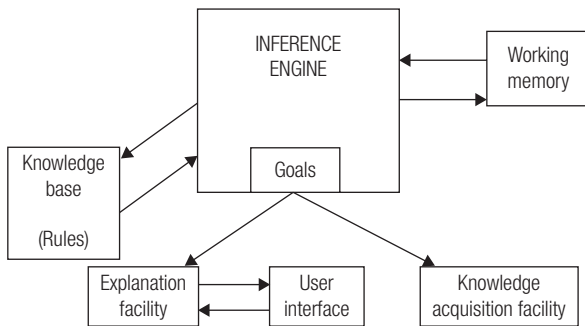 INFERENCE
ENGINE
Working
memory
Goals
Knowledge
base
(Rules)
Explanation
facility
User
interface
Knowledge
acquisition facility